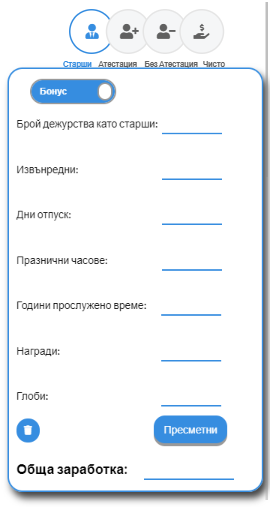 Старши Атестация Без Атестация Чисто
Бонус
Брой дежурства като старши:
Извънредни:
Дни отпуск:
Празнични часове:
Години прослужено време:
Награди:
Глоби:
Пресметни
Обща заработка: